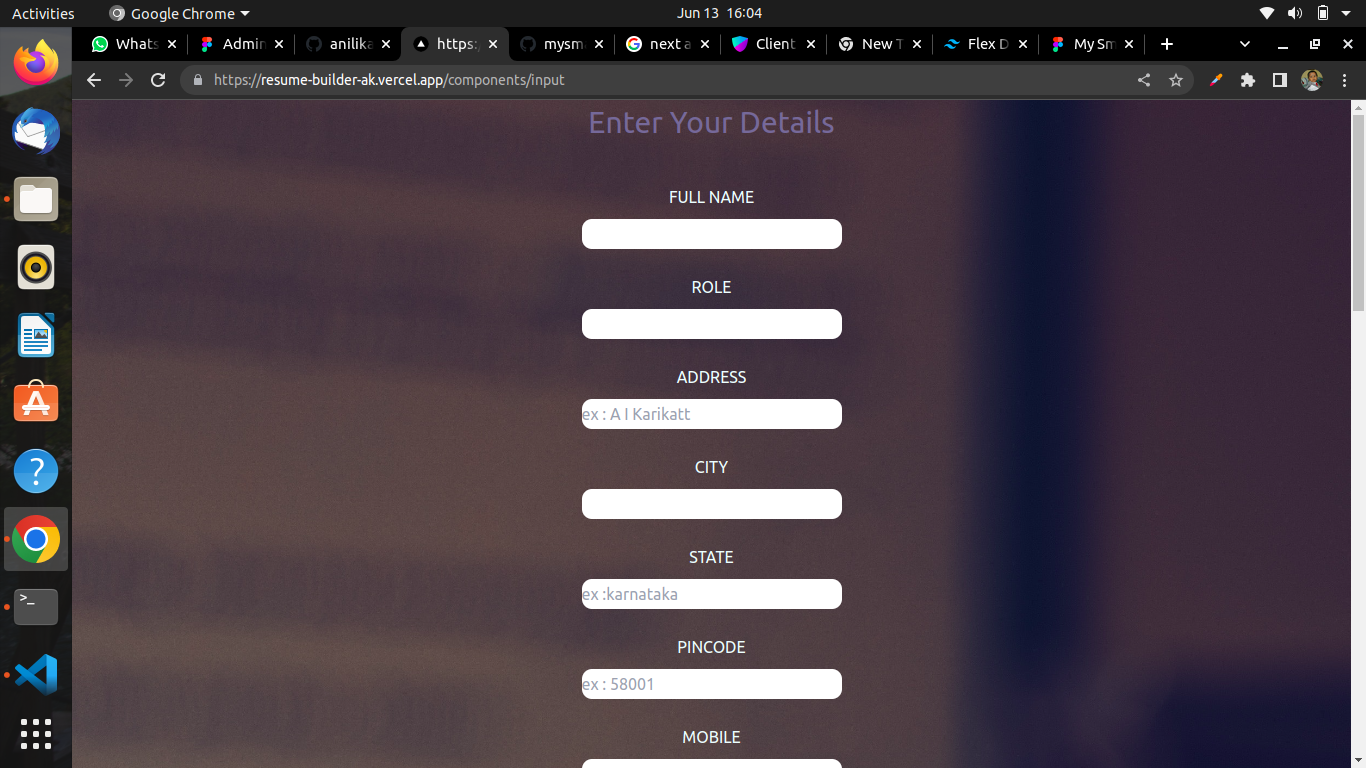 Activities
Google Chrome
Jun 13 16:04
Whats
Admin
anilika
https:
mysm
next a
Client
New T
Flex D
My Sm
https://resume-builder-ak.vercel.app/components/input
Enter Your Details
FULL NAME
ROLE
ADDRESS
ex : A I Karikatt
CITY
STATE
ex :karnataka
PINCODE
ex : 58001
MOBILE